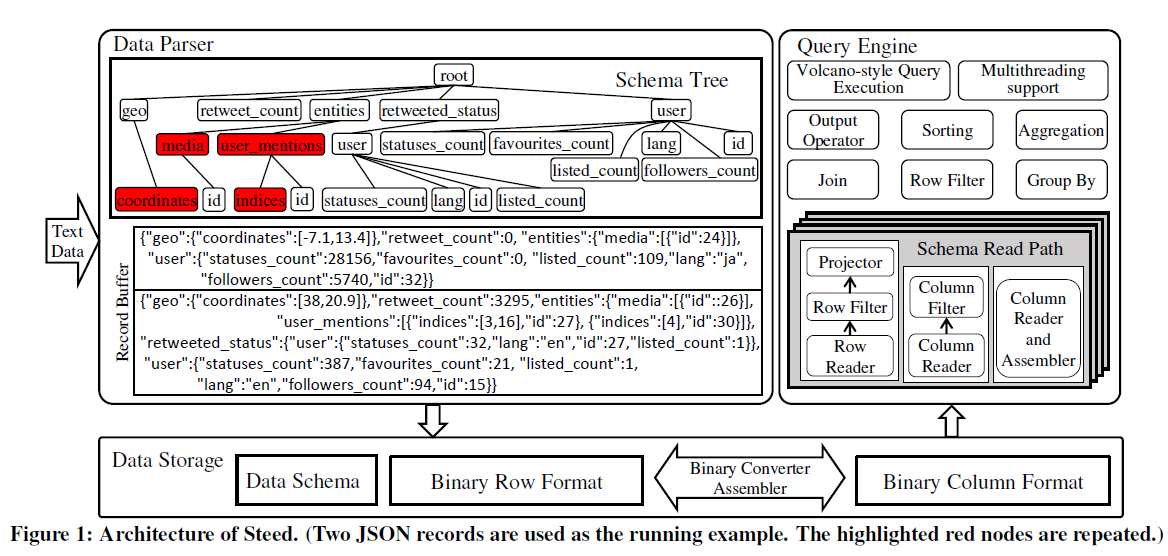 Data Parser
Schema Tree
root
geo
retweet_count
entities
retweeted_status
user
media
user_mentions
user
statuses_count
favourites_count
lang
id
listed_count
followers_count
coordinates
id
indices
id
statuses_count
lang
id
listed_count
Text
Data
Record Buffer
{"geo":{"coordinates":[-7.1,13.4]},"retweet_count":0, "entities":{"media":[{"id":24}]},
"user":{"statuses_count":28156,"favourites_count":0, "listed_count":109,"lang":"ja",
"followers_count":5740,"id":32}}
{"geo":{"coordinates":[38,20.9]},"retweet_count":3295,"entities":{"media":[{"id"::26}],
"user_mentions":[{"indices":[3,16],"id":27}, {"indices":[4],"id":30}]},
"retweeted_status":{"user":{"statuses_count":32,"lang":"en","id":27,"listed_count":1}},
"user":{"statuses_count":387,"favourites_count":21, "listed_count":1,
"lang":"en","followers_count":94,"id":15}}
Query Engine
Volcano-style Query
Execution
Multithreading
support
Output
Operator
Sorting
Aggregation
Join
Row Filter
Group By
Schema Read Path
Projector
Row Filter
Row
Reader
Column
Filter
Column
Reader
Column
Reader
and
Assembler
Data Storage
Data Schema
Binary Row Format
Binary Converter
Assembler
Binary Column Format
Figure 1: Architecture of Steed. (Two JSON records are used as the running example. The highlighted red nodes are repeated.)